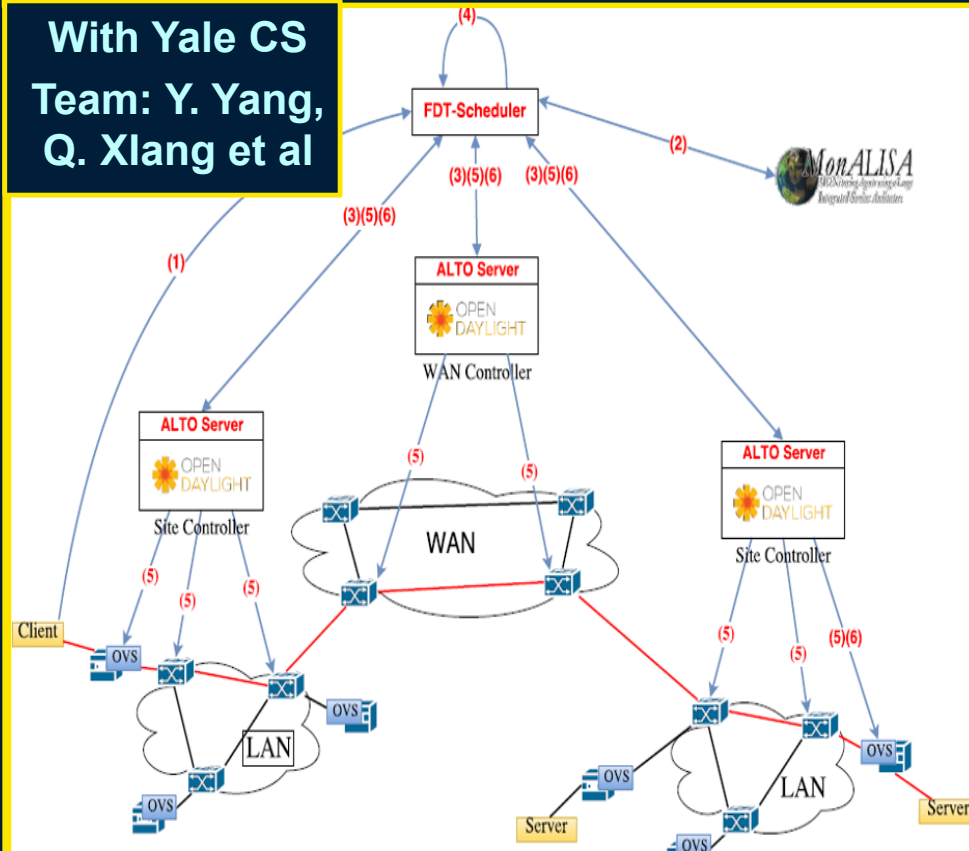 With Yale CS
Team: Y. Yang,
Q. XIang et al
(4)
FDT-Scheduler
(2)
MonALISA
(3)(5)(6)
(3)(5)(6)
(3)(5)(6)
(1)
ALTO Server
OPEN
DAYLIGHT
WAN Controller
ALTO Server
OPEN
DAYLIGHT
Site Controller
ALTO Server
OPEN
DAYLIGHT
Site Controller
(5)
(5)
WAN
(5)
(5)
(5)
Client
OVS
OVS
LAN
OVS
(5)
(5)
(5)(6)
OVS
OVS
LAN
Server
Server
OVS